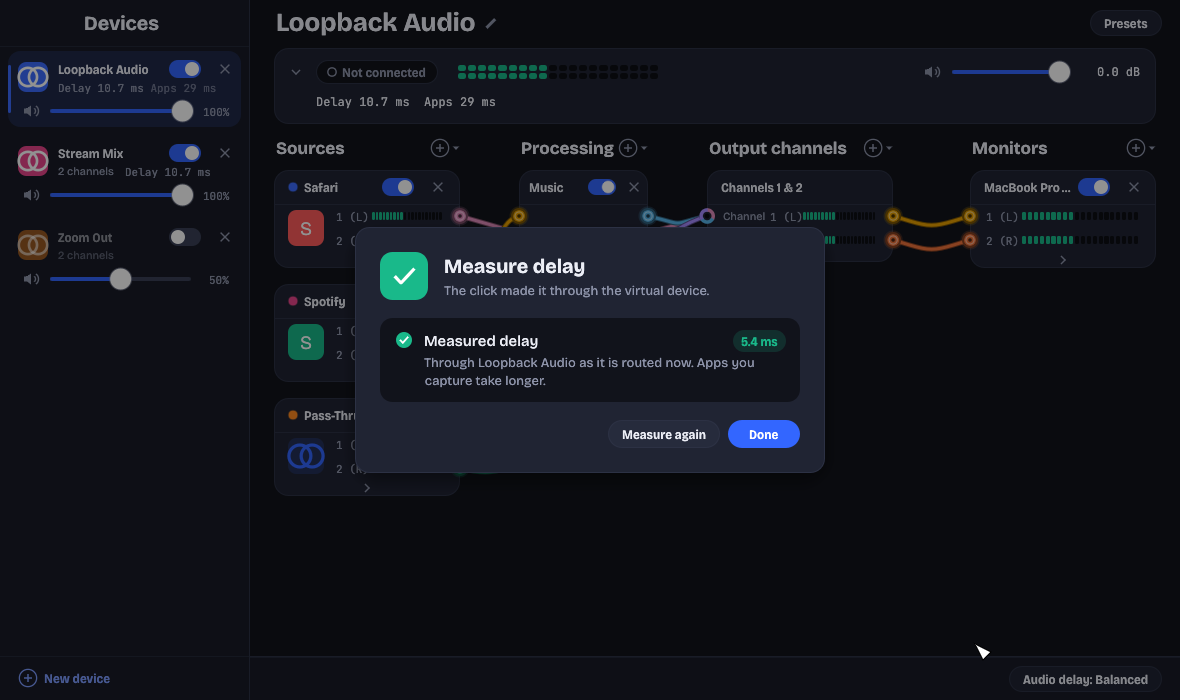 Devices
Loopback Audio
Delay 10.7 ms Apps 29 ms
100%
Stream Mix
2 channels Delay 10.7 ms
100%
Zoom Out
2 channels
50%
New device
Loopback Audio
Presets
Not connected
0.0 dB
Delay 10.7 ms Apps 29 ms
Sources
Processing
Output channels
Monitors
Safari
S
1 (L)
2 (
Music
Channels 1 & 2
Channel 1 (L)
MacBook Pro...
1 (L)
2 (R)
Spotify
S
1 (
2 (
Pass-Thru
1 (
2 (R)
Measure delay
The click made it through the virtual device.
Measured delay
5.4 ms
Through Loopback Audio as it is routed now. Apps you
capture take longer.
Measure again
Done
Audio delay: Balanced